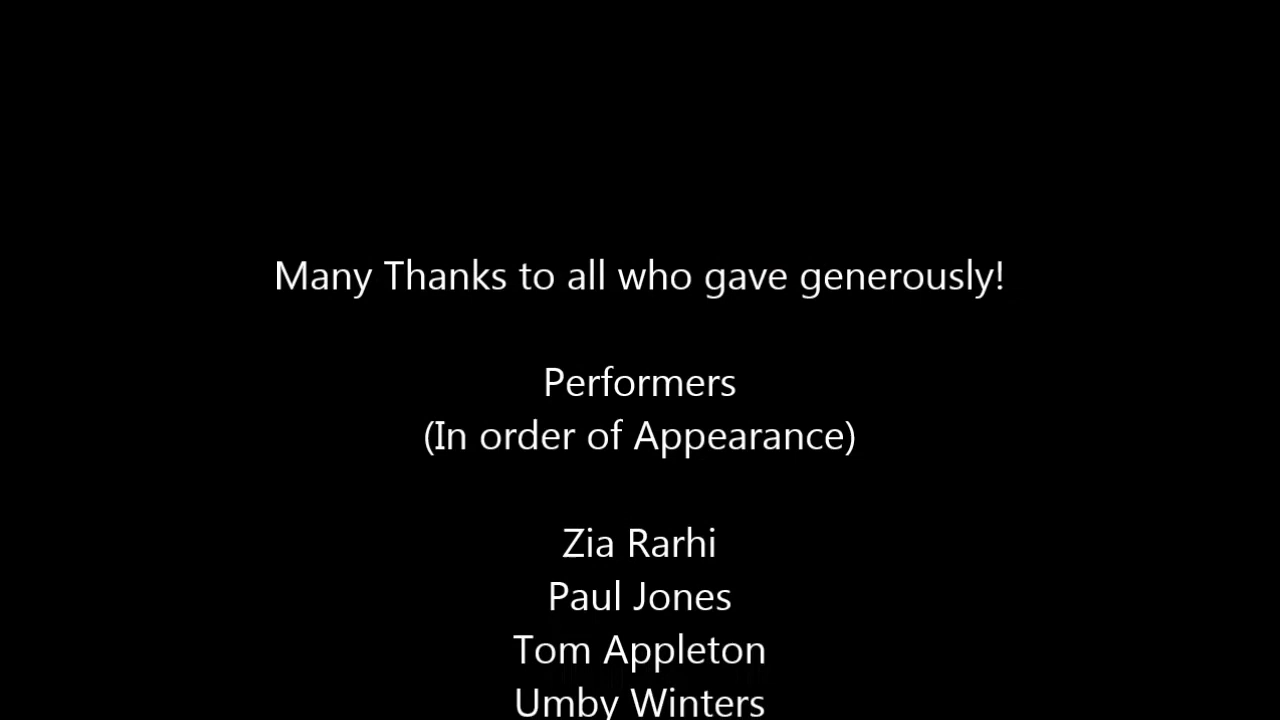 Many Thanks to all who gave generously!
Performers
(In order of Appearance)
Zia Rarhi
Paul Jones
Tom Appleton
Umby Winters